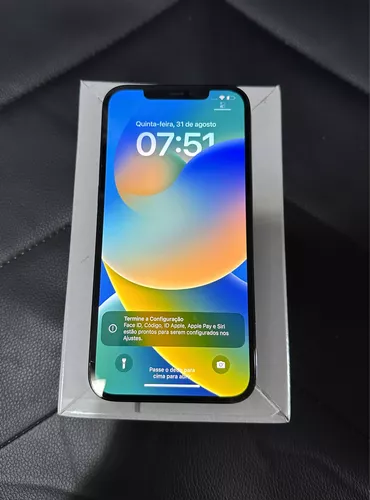 Quinta-feira, 31 de agosto
07:51
Termine a Configuração
Face ID, Código, ID Apple, Apple Pay e Siri
estão prontos para serem configurados nos
Ajustes.
Passe o dedo para
cima para